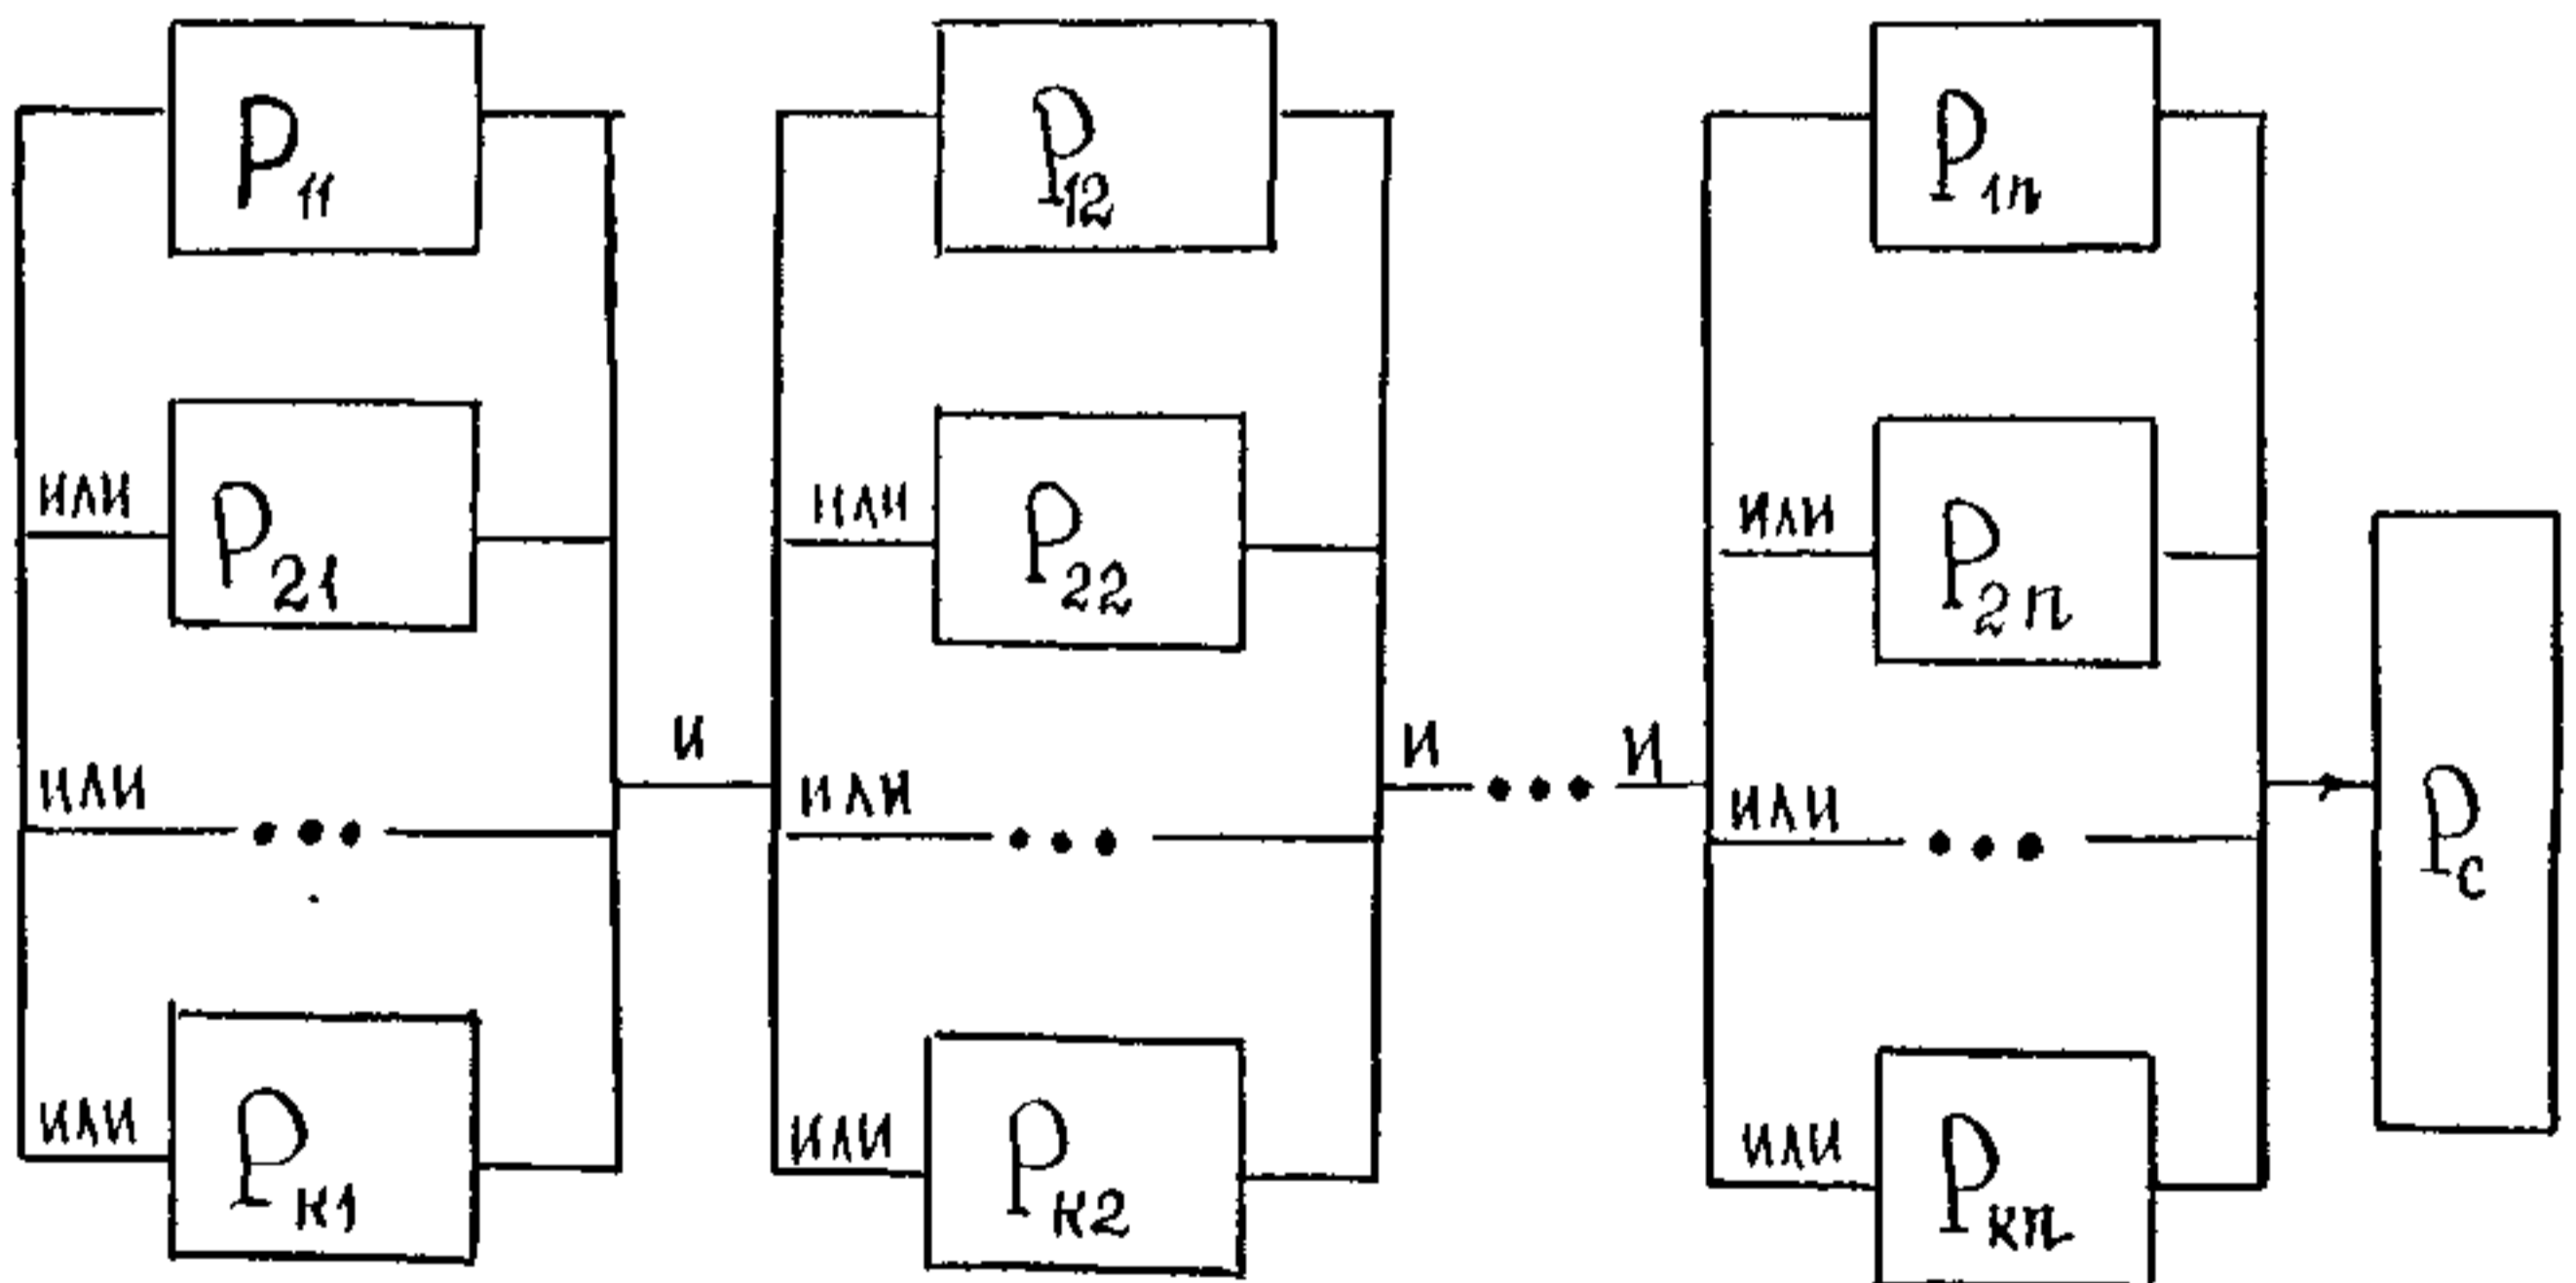 P11 P12 P1n
ИЛИ P21 ИЛИ P22 ИЛИ P2n
И И ••• И
ИЛИ ••• ИЛИ ••• ИЛИ •••
Pc
ИЛИ Pк1 ИЛИ Pк2 ИЛИ Pкn